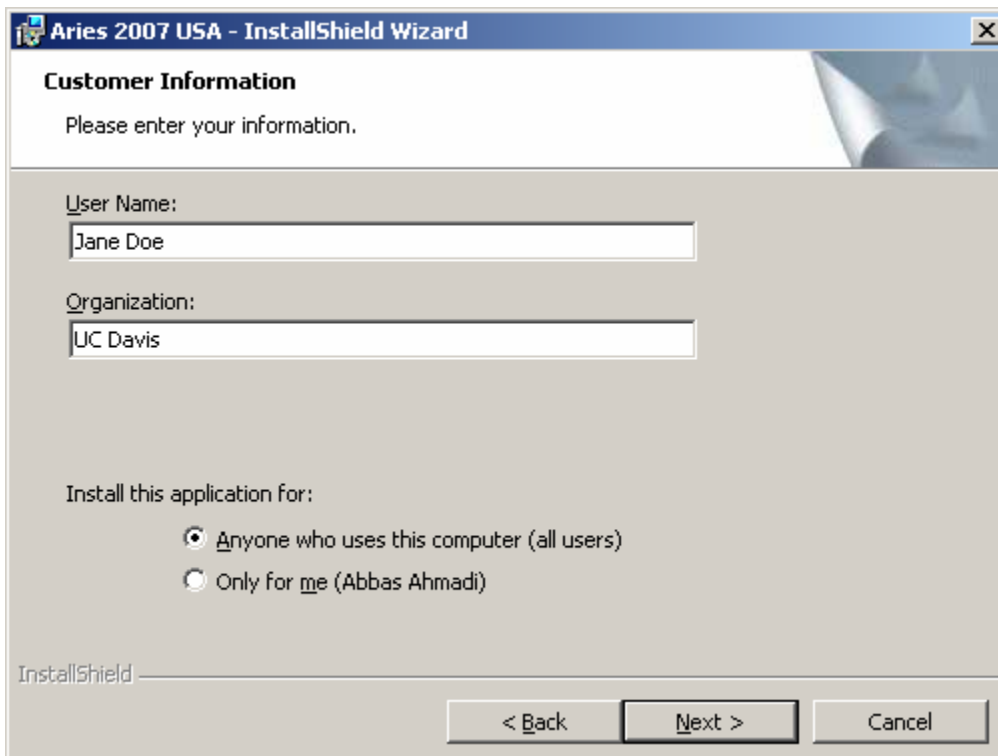 Aries 2007 USA - InstallShield Wizard
Customer Information
Please enter your information.
User Name:
Jane Doe
Organization:
UC Davis
Install this application for:
Anyone who uses this computer (all users)
Only for me (Abbas Ahmadi)
InstallShield
< Back Next > Cancel